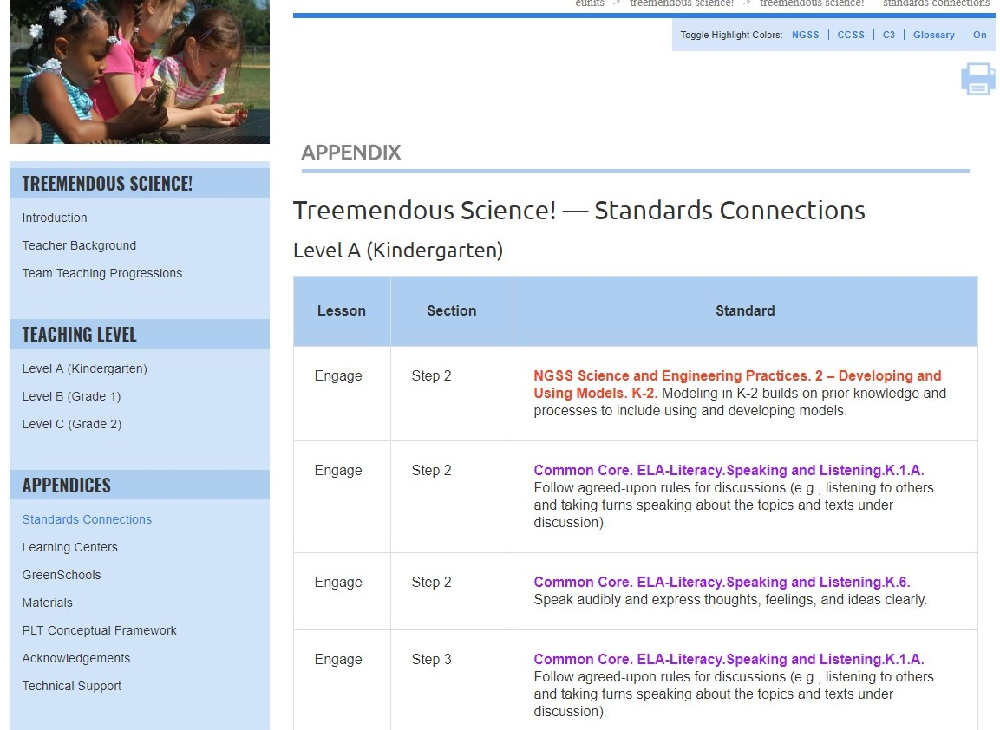 eunits > treemendous science! > treemendous science! — standards connections
Toggle Highlight Colors: NGSS | CCSS | C3 | Glossary | On
APPENDIX
TREEMENDOUS SCIENCE!
Introduction
Teacher Background
Team Teaching Progressions
TEACHING LEVEL
Level A (Kindergarten)
Level B (Grade 1)
Level C (Grade 2)
APPENDICES
Standards Connections
Learning Centers
GreenSchools
Materials
PLT Conceptual Framework
Acknowledgements
Technical Support
Treemendous Science! — Standards Connections
Level A (Kindergarten)
Lesson Section Standard
Engage Step 2 NGSS Science and Engineering Practices. 2 – Developing and
Using Models. K-2. Modeling in K-2 builds on prior knowledge and
processes to include using and developing models.
Engage Step 2 Common Core. ELA-Literacy.Speaking and Listening.K.1.A.
Follow agreed-upon rules for discussions (e.g., listening to others
and taking turns speaking about the topics and texts under
discussion).
Engage Step 2 Common Core. ELA-Literacy.Speaking and Listening.K.6.
Speak audibly and express thoughts, feelings, and ideas clearly.
Engage Step 3 Common Core. ELA-Literacy.Speaking and Listening.K.1.A.
Follow agreed-upon rules for discussions (e.g., listening to others
and taking turns speaking about the topics and texts under
discussion).